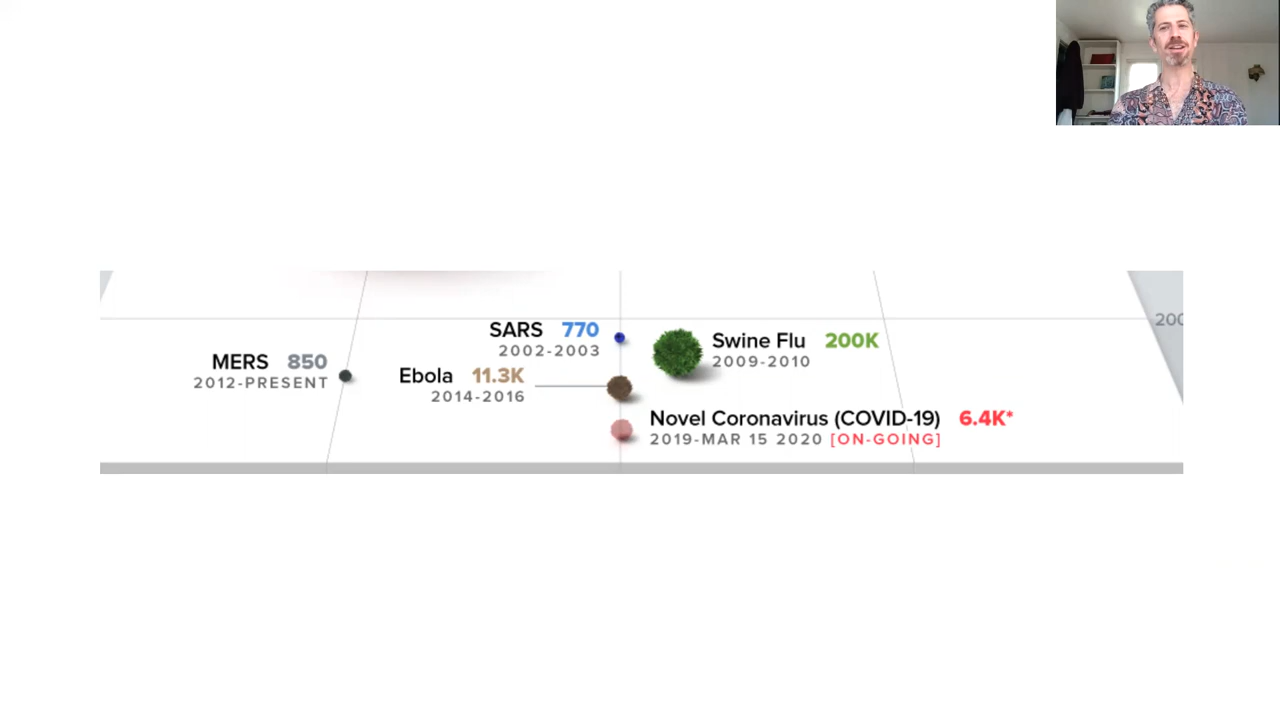 SARS 770
2002-2003
Swine Flu 200K
2009-2010
MERS 850
2012-PRESENT
Ebola 11.3K
2014-2016
Novel Coronavirus (COVID-19) 6.4K*
2019-MAR 15 2020 [ON-GOING]
200